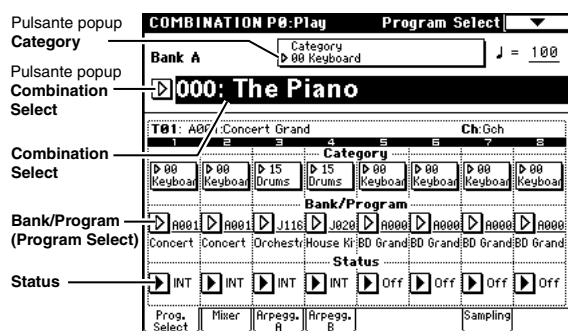 Pulsante popup
Category
Pulsante popup
Combination
Select
Combination
Select
Bank/Program
(Program Select)
Status
COMBINATION P0:Play Program Select
Bank A
Category
00 Keyboard
♩ = 100
000: The Piano
T01: A001:Concert Grand Ch:Gch
1 2 3 4 5 6 7 8
Category
00 00 15 15 00 00 00 00
Keyboar Keyboar Drums Drums Keyboar Keyboar Keyboar Keyboar
Bank/Program
A001 A001 J116 J020 A000 A000 A000 A000
Concert Concert Orchestr House Ki BD Grand BD Grand BD Grand BD Grand
Status
INT INT INT INT Off Off Off Off
Prog. Select Mixer Arpegg. A Arpegg. B Sampling